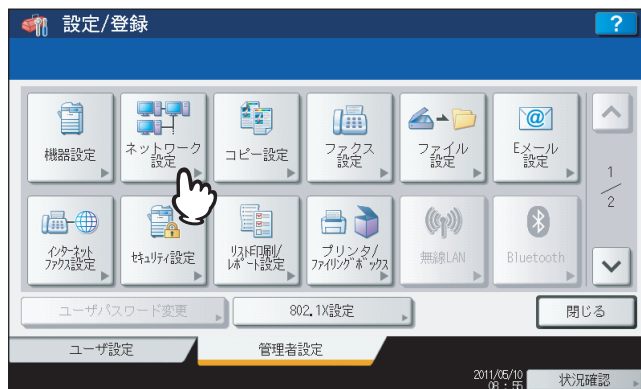 設定/登録
?
機器設定
ネットワーク
設定
コピー設定
ファクス
設定
ファイル
設定
Eメール
設定
1
2
インターネット
ファクス設定
セキュリティ設定
リスト印刷/
レポート設定
プリンタ/
ファイリングボックス
無線LAN
Bluetooth
ユーザパスワード変更
802.1X設定
閉じる
ユーザ設定
管理者設定
2011/05/10
08:55
状況確認